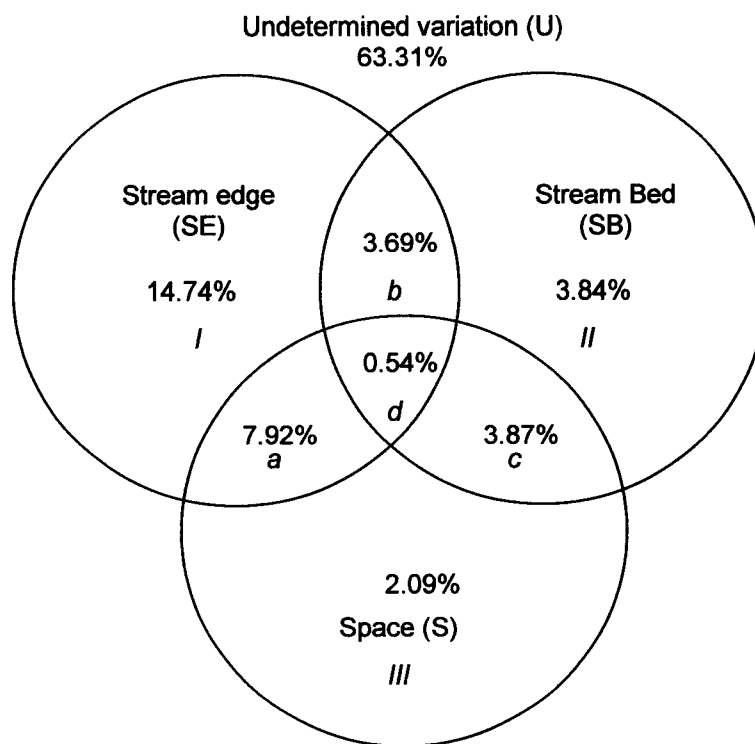 Undetermined variation (U)
63.31%
Stream edge
(SE)
14.74%
I
3.69%
b
Stream Bed
(SB)
3.84%
II
0.54%
d
7.92%
a
3.87%
c
2.09%
Space (S)
III